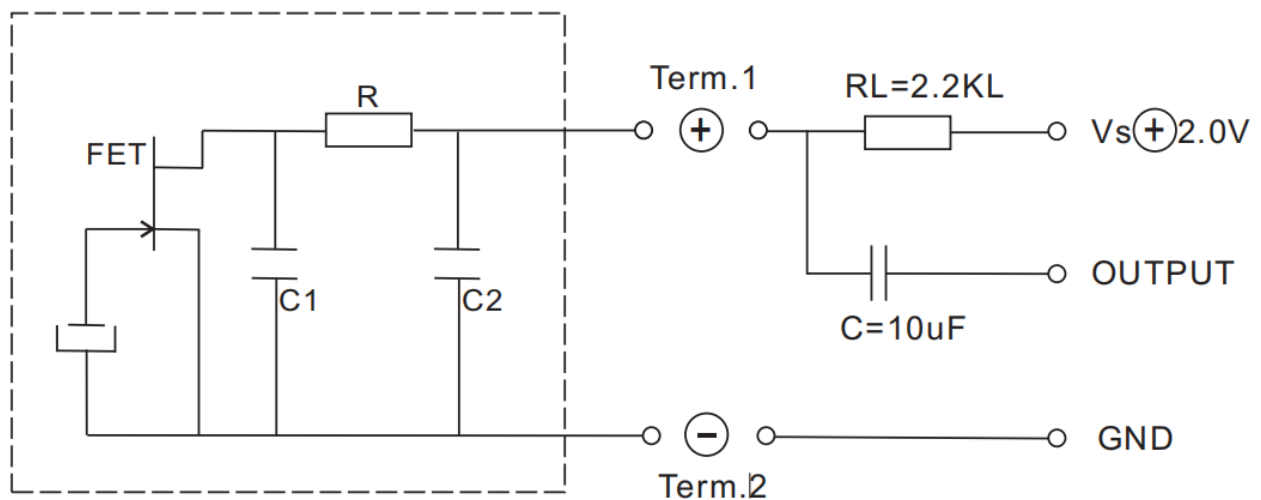 Term.1
RL=2.2KL
R
+
Vs+2.0V
FET
OUTPUT
C1
C2
C=10uF
−
GND
Term.2